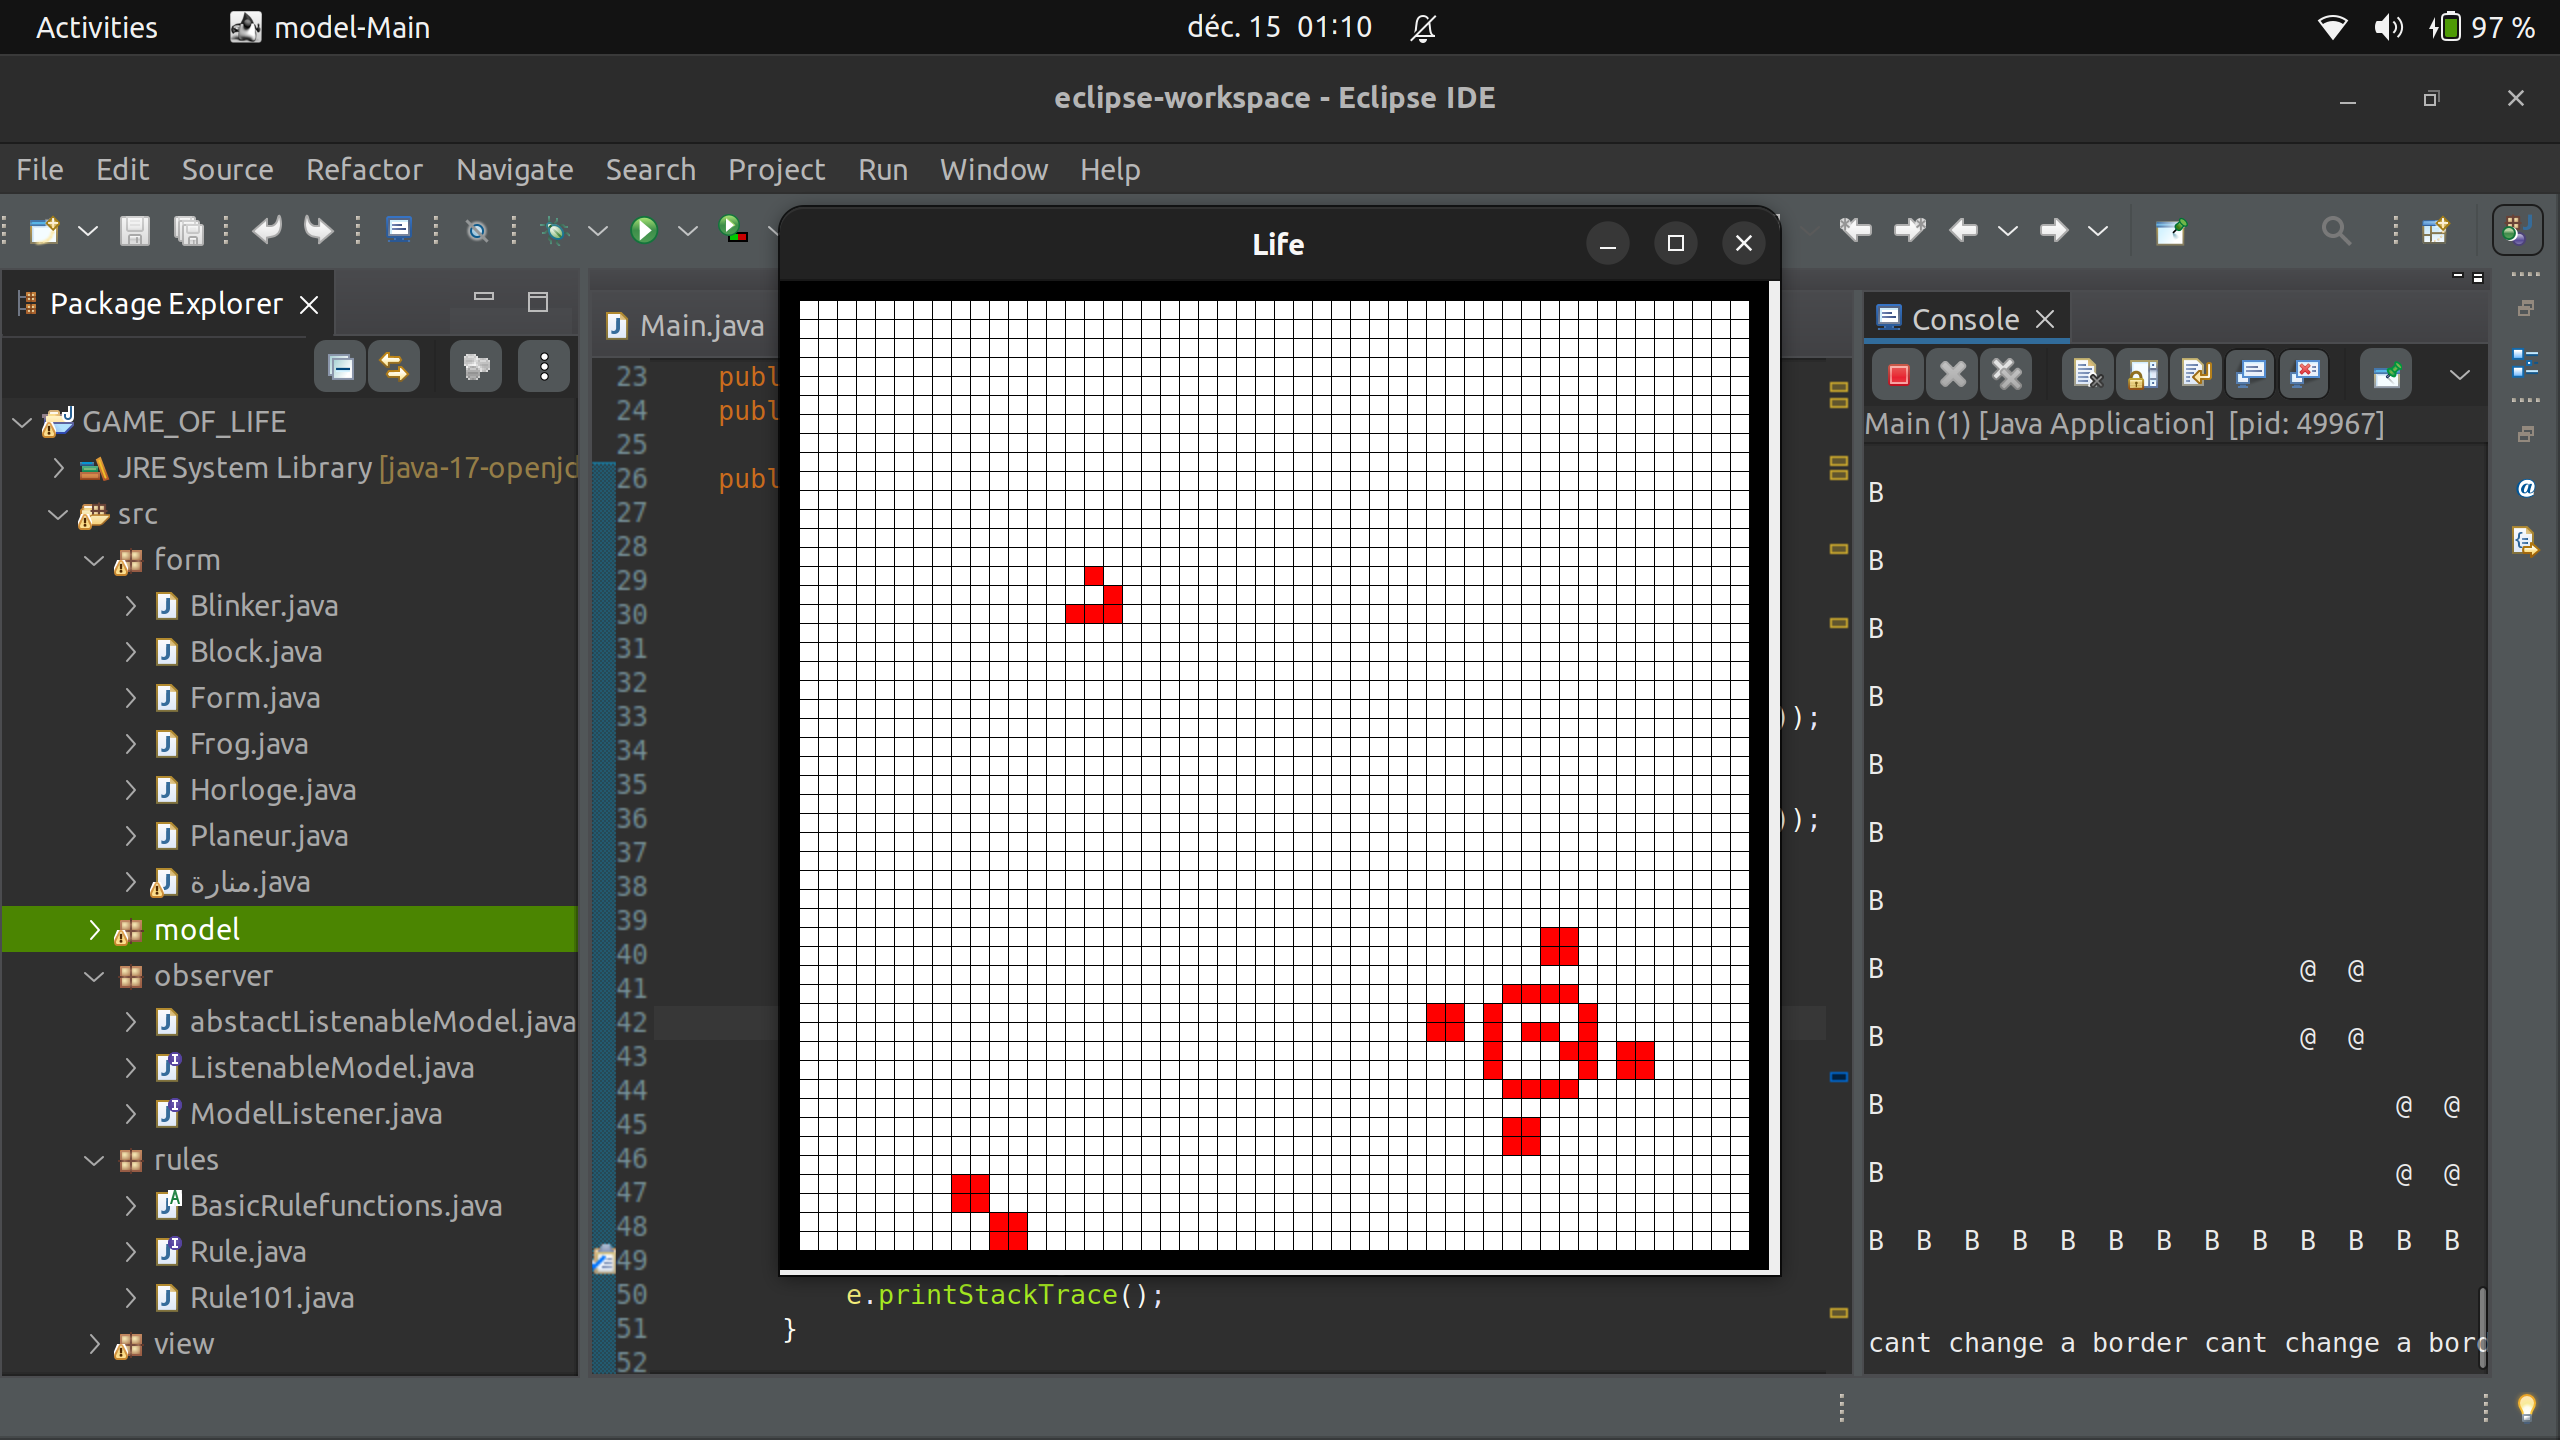 Activities model-Main déc. 15 01:10 97 %
eclipse-workspace - Eclipse IDE
File Edit Source Refactor Navigate Search Project Run Window Help
Life
Package Explorer
GAME_OF_LIFE
JRE System Library [java-17-openjd
src
form
Blinker.java
Block.java
Form.java
Frog.java
Horloge.java
Planeur.java
منارة.java
model
observer
abstactListenableModel.java
ListenableModel.java
ModelListener.java
rules
BasicRulefunctions.java
Rule.java
Rule101.java
view
Main.java
23 publ
24 publ
25
26 publ
27
28
29
30
31
32
33 ));
34
35
36 ));
37
38
39
40
41
42
43
44
45
46
47
48
49
50 e.printStackTrace();
51 }
52
Console
Main (1) [Java Application] [pid: 49967]
B
B
B
B
B
B
B
B @ @
B @ @
B @ @
B @ @
B B B B B B B B B B B B B
cant change a border cant change a bord